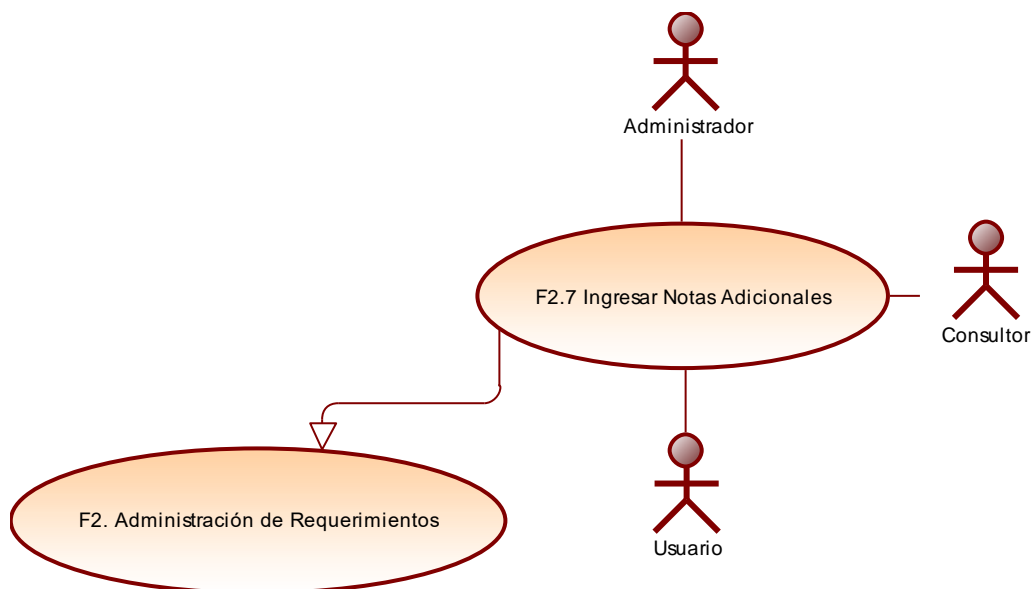 Administrador
F2.7 Ingresar Notas Adicionales
Consultor
F2. Administración de Requerimientos
Usuario